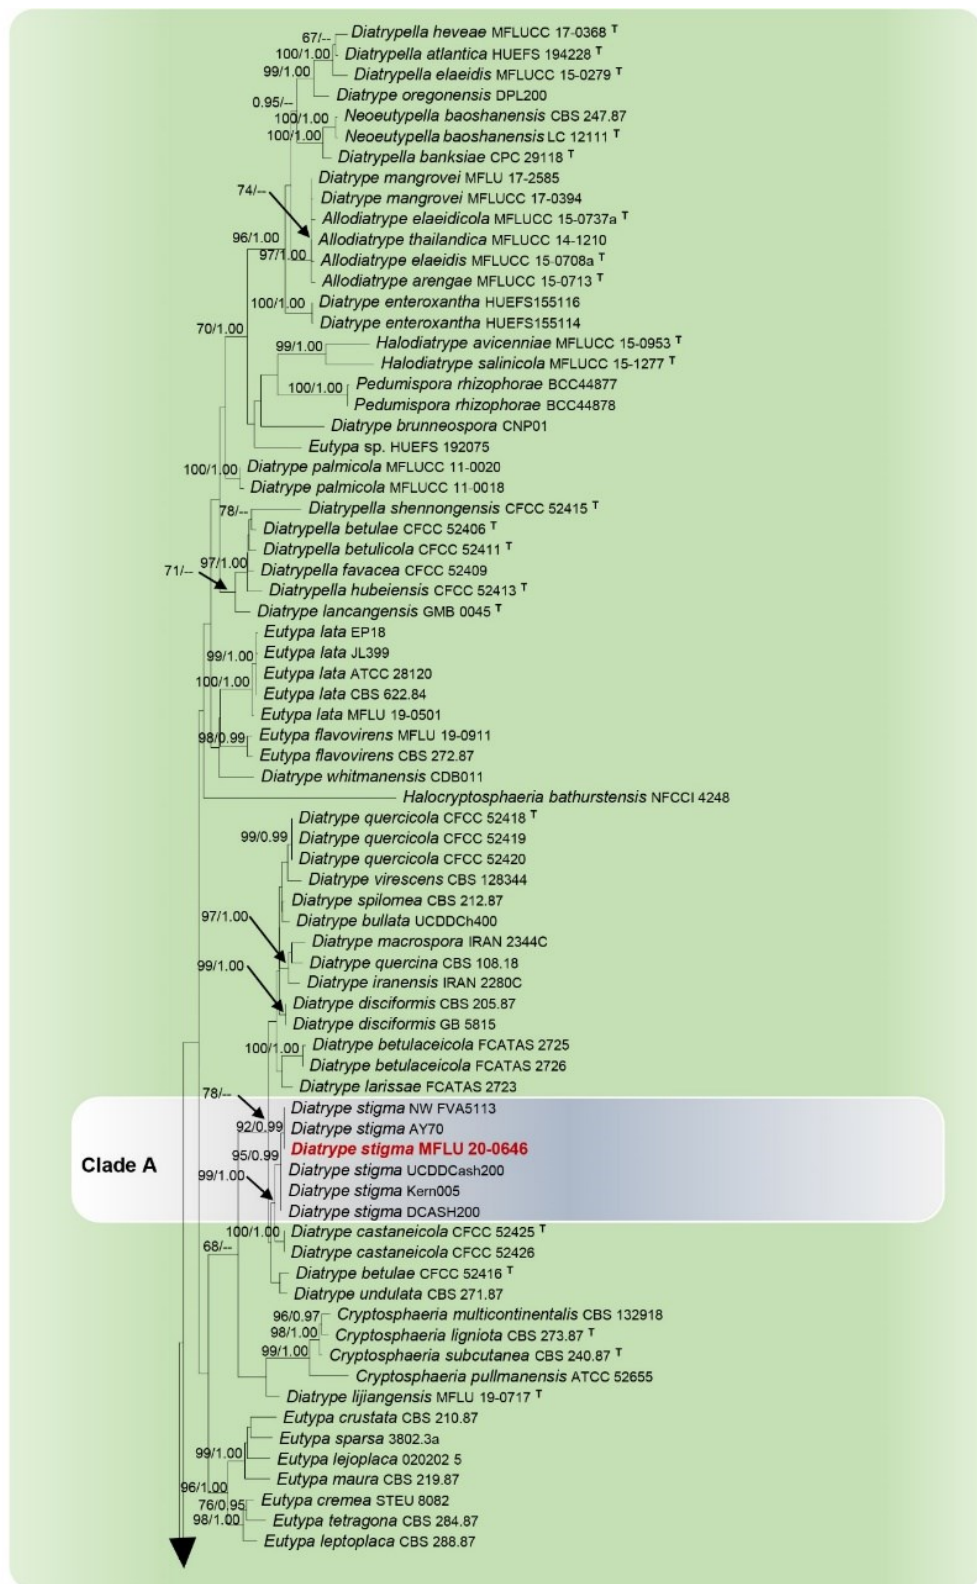 67/--
Diatrypella heveae MFLUCC 17-0368 T
100/1.00
Diatrypella atlantica HUEFS 194228 T
99/1.00
Diatrypella elaeidis MFLUCC 15-0279 T
Diatrype oregonensis DPL200
0.95/--
100/1.00
Neoeutypella baoshanensis CBS 247.87
100/1.00
Neoeutypella baoshanensis LC 12111 T
Diatrypella banksiae CPC 29118 T
Diatrype mangrovei MFLU 17-2585
74/--
Diatrype mangrovei MFLUCC 17-0394
Allodiatrype elaeidicola MFLUCC 15-0737a T
96/1.00
Allodiatrype thailandica MFLUCC 14-1210
97/1.00
Allodiatrype elaeidis MFLUCC 15-0708a T
Allodiatrype arengae MFLUCC 15-0713 T
100/1.00
Diatrype enteroxantha HUEFS155116
Diatrype enteroxantha HUEFS155114
70/1.00
99/1.00
Halodiatrype avicenniae MFLUCC 15-0953 T
Halodiatrype salinicola MFLUCC 15-1277 T
100/1.00
Pedumispora rhizophorae BCC44877
Pedumispora rhizophorae BCC44878
Diatrype brunneospora CNP01
Eutypa sp. HUEFS 192075
100/1.00
Diatrype palmicola MFLUCC 11-0020
Diatrype palmicola MFLUCC 11-0018
78/--
Diatrypella shennongensis CFCC 52415 T
Diatrypella betulae CFCC 52406 T
Diatrypella betulicola CFCC 52411 T
71/--
97/1.00
Diatrypella favacea CFCC 52409
Diatrypella hubeiensis CFCC 52413 T
Diatrype lancangensis GMB 0045 T
Eutypa lata EP18
99/1.00
Eutypa lata JL399
Eutypa lata ATCC 28120
100/1.00
Eutypa lata CBS 622.84
Eutypa lata MFLU 19-0501
98/0.99
Eutypa flavovirens MFLU 19-0911
Eutypa flavovirens CBS 272.87
Diatrype whitmanensis CDB011
Halocryptosphaeria bathurstensis NFCCI 4248
Diatrype quercicola CFCC 52418 T
99/0.99
Diatrype quercicola CFCC 52419
Diatrype quercicola CFCC 52420
Diatrype virescens CBS 128344
Diatrype spilomea CBS 212.87
97/1.00
Diatrype bullata UCDDCh400
Diatrype macrospora IRAN 2344C
99/1.00
Diatrype quercina CBS 108.18
Diatrype iranensis IRAN 2280C
Diatrype disciformis CBS 205.87
Diatrype disciformis GB 5815
100/1.00
Diatrype betulaceicola FCATAS 2725
Diatrype betulaceicola FCATAS 2726
Diatrype larissae FCATAS 2723
78/--
Diatrype stigma NW FVA5113
92/0.99
Diatrype stigma AY70
Clade A
95/0.99
Diatrype stigma MFLU 20-0646
99/1.00
Diatrype stigma UCDDCash200
Diatrype stigma Kern005
Diatrype stigma DCASH200
100/1.00
Diatrype castaneicola CFCC 52425 T
68/--
Diatrype castaneicola CFCC 52426
Diatrype betulae CFCC 52416 T
Diatrype undulata CBS 271.87
96/0.97
Cryptosphaeria multicontinentalis CBS 132918
98/1.00
Cryptosphaeria ligniota CBS 273.87 T
99/1.00
Cryptosphaeria subcutanea CBS 240.87 T
Cryptosphaeria pullmanensis ATCC 52655
Diatrype lijiangensis MFLU 19-0717 T
Eutypa crustata CBS 210.87
Eutypa sparsa 3802.3a
99/1.00
Eutypa lejoplaca 020202 5
Eutypa maura CBS 219.87
96/1.00
76/0.95
Eutypa cremea STEU 8082
98/1.00
Eutypa tetragona CBS 284.87
Eutypa leptoplaca CBS 288.87